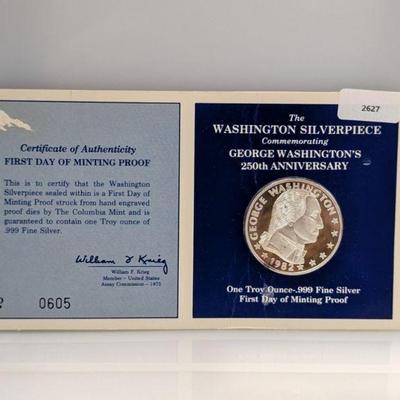 2627
Certificate of Authenticity
FIRST DAY OF MINTING PROOF
This is to certify that the Washington
Silverpiece sealed within is a First Day of
Minting Proof struck from hand engraved
proof dies by The Columbia Mint and is
guaranteed to contain one Troy ounce of
.999 Fine Silver.
William F Krieg
William F. Krieg
Member - United States
Assay Commission - 1975
0605
The
WASHINGTON SILVERPIECE
Commemorating
GEORGE WASHINGTON'S
250th ANNIVERSARY
GEORGE WASHINGTON
1982
One Troy Ounce-.999 Fine Silver
First Day of Minting Proof